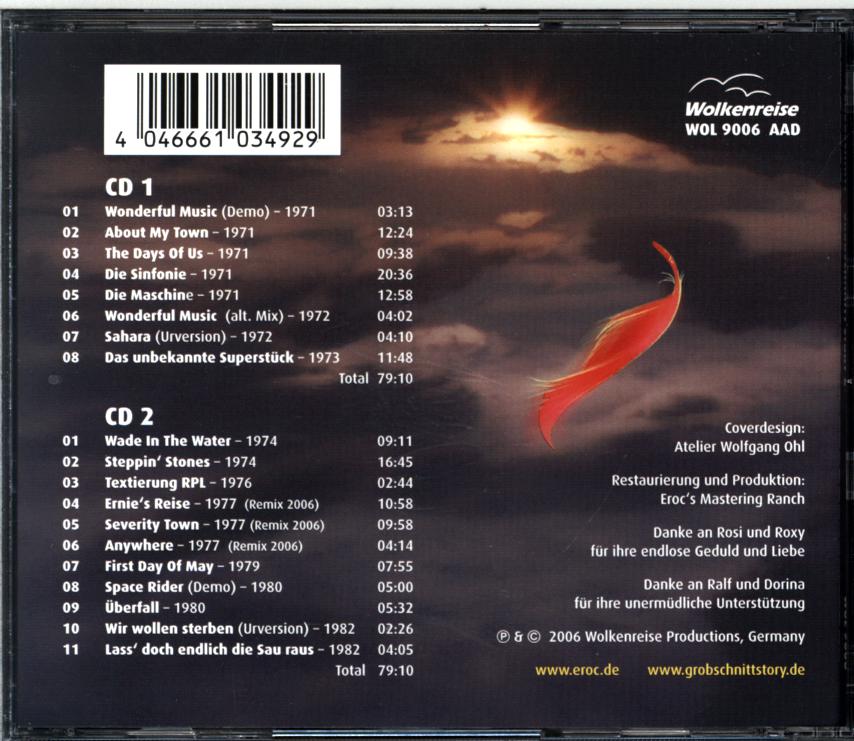 4 046661 034929
Wolkenreise
WOL 9006 AAD
CD 1
01 Wonderful Music (Demo) – 1971 03:13
02 About My Town – 1971 12:24
03 The Days Of Us – 1971 09:38
04 Die Sinfonie – 1971 20:36
05 Die Maschine – 1971 12:58
06 Wonderful Music (alt. Mix) – 1972 04:02
07 Sahara (Urversion) – 1972 04:10
08 Das unbekannte Superstück – 1973 11:48
Total 79:10
CD 2
01 Wade In The Water – 1974 09:11
02 Steppin' Stones – 1974 16:45
03 Textierung RPL – 1976 02:44
04 Ernie's Reise – 1977 (Remix 2006) 10:58
05 Severity Town – 1977 (Remix 2006) 09:58
06 Anywhere – 1977 (Remix 2006) 04:14
07 First Day Of May – 1979 07:55
08 Space Rider (Demo) – 1980 05:00
09 Überfall – 1980 05:32
10 Wir wollen sterben (Urversion) – 1982 02:26
11 Lass' doch endlich die Sau raus – 1982 04:05
Total 79:10
Coverdesign:
Atelier Wolfgang Ohl
Restaurierung und Produktion:
Eroc's Mastering Ranch
Danke an Rosi und Roxy
für ihre endlose Geduld und Liebe
Danke an Ralf und Dorina
für ihre unermüdliche Unterstützung
℗ & © 2006 Wolkenreise Productions, Germany
www.eroc.de www.grobschnittstory.de